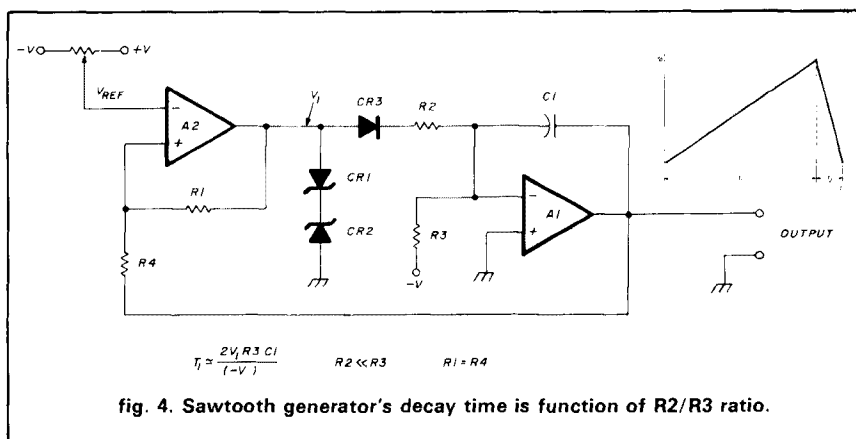 -V
+V
VREF
-
A2
+
V1
CR3
R2
C1
R1
CR1
CR2
R3
-V
-
A1
+
R4
OUTPUT
T1 ≃ 2V1 R3 C1 / (-V)
R2 << R3
R1 = R4
fig. 4. Sawtooth generator's decay time is function of R2/R3 ratio.